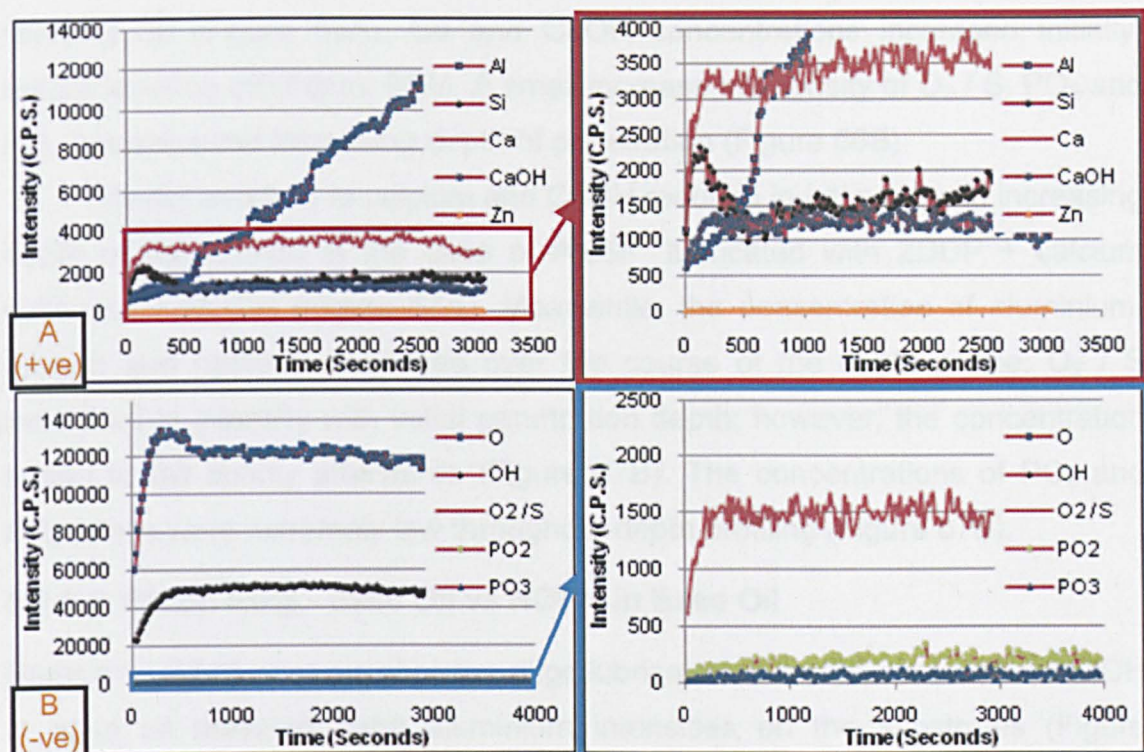 14000
12000
10000
8000
6000
4000
2000
0
Intensity (C.P.S.)
Al
Si
Ca
CaOH
Zn
0 500 1000 1500 2000 2500 3000 3500
Time (Seconds)
A
(+ve)
4000
3500
3000
2500
2000
1500
1000
500
0
Intensity (C.P.S.)
Al
Si
Ca
CaOH
Zn
0 500 1000 1500 2000 2500 3000 3500
Time (Seconds)
140000
120000
100000
80000
60000
40000
20000
0
Intensity (C.P.S.)
O
OH
O2/S
PO2
PO3
0 1000 2000 3000 4000
Time (Seconds)
B
(-ve)
2500
2000
1500
1000
500
0
Intensity (C.P.S.)
O
OH
O2/S
PO2
PO3
0 1000 2000 3000 4000
Time (Seconds)